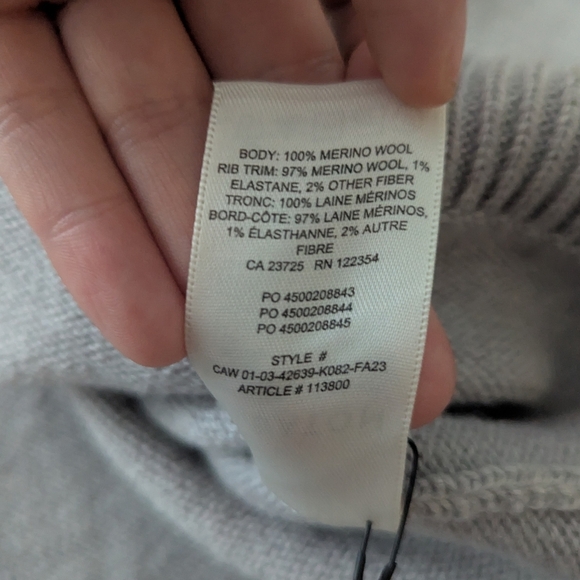 BODY: 100% MERINO WOOL
RIB TRIM: 97% MERINO WOOL, 1%
ELASTANE, 2% OTHER FIBER
TRONC: 100% LAINE MÉRINOS
BORD-CÔTE: 97% LAINE MÉRINOS,
1% ÉLASTHANNE, 2% AUTRE
FIBRE
CA 23725 RN 122354
PO 4500208843
PO 4500208844
PO 4500208845
STYLE #
CAW 01-03-42639-K082-FA23
ARTICLE # 113800